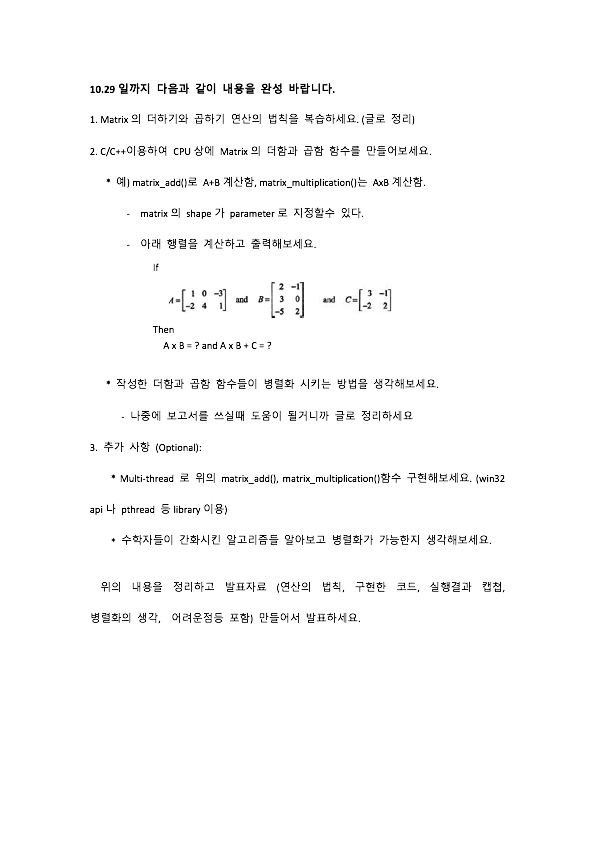 10.29 일까지 다음과 같이 내용을 완성 바랍니다.
1. Matrix 의 더하기와 곱하기 연산의 법칙을 복습하세요. (글로 정리)
2. C/C++이용하여 CPU 상에 Matrix 의 더함과 곱함 함수를 만들어보세요.
* 예) matrix_add()로 A+B 계산함, matrix_multiplication()는 AxB 계산함.
- matrix 의 shape 가 parameter 로 지정할수 있다.
- 아래 행렬을 계산하고 출력해보세요.
If
A = [1 0 -3; -2 4 1] and B = [2 -1; 3 0; -5 2] and C = [3 -1; -2 2]
Then
A x B = ? and A x B + C = ?
* 작성한 더함과 곱함 함수들이 병렬화 시키는 방법을 생각해보세요.
- 나중에 보고서를 쓰실때 도움이 될거니까 글로 정리하세요
3. 추가 사항 (Optional):
* Multi-thread 로 위의 matrix_add(), matrix_multiplication()함수 구현해보세요. (win32
api 나 pthread 등 library 이용)
* 수학자들이 간화시킨 알고리즘들 알아보고 병렬화가 가능한지 생각해보세요.
위의 내용을 정리하고 발표자료 (연산의 법칙, 구현한 코드, 실행결과 캡쳡,
병렬화의 생각, 어려운점등 포함) 만들어서 발표하세요.